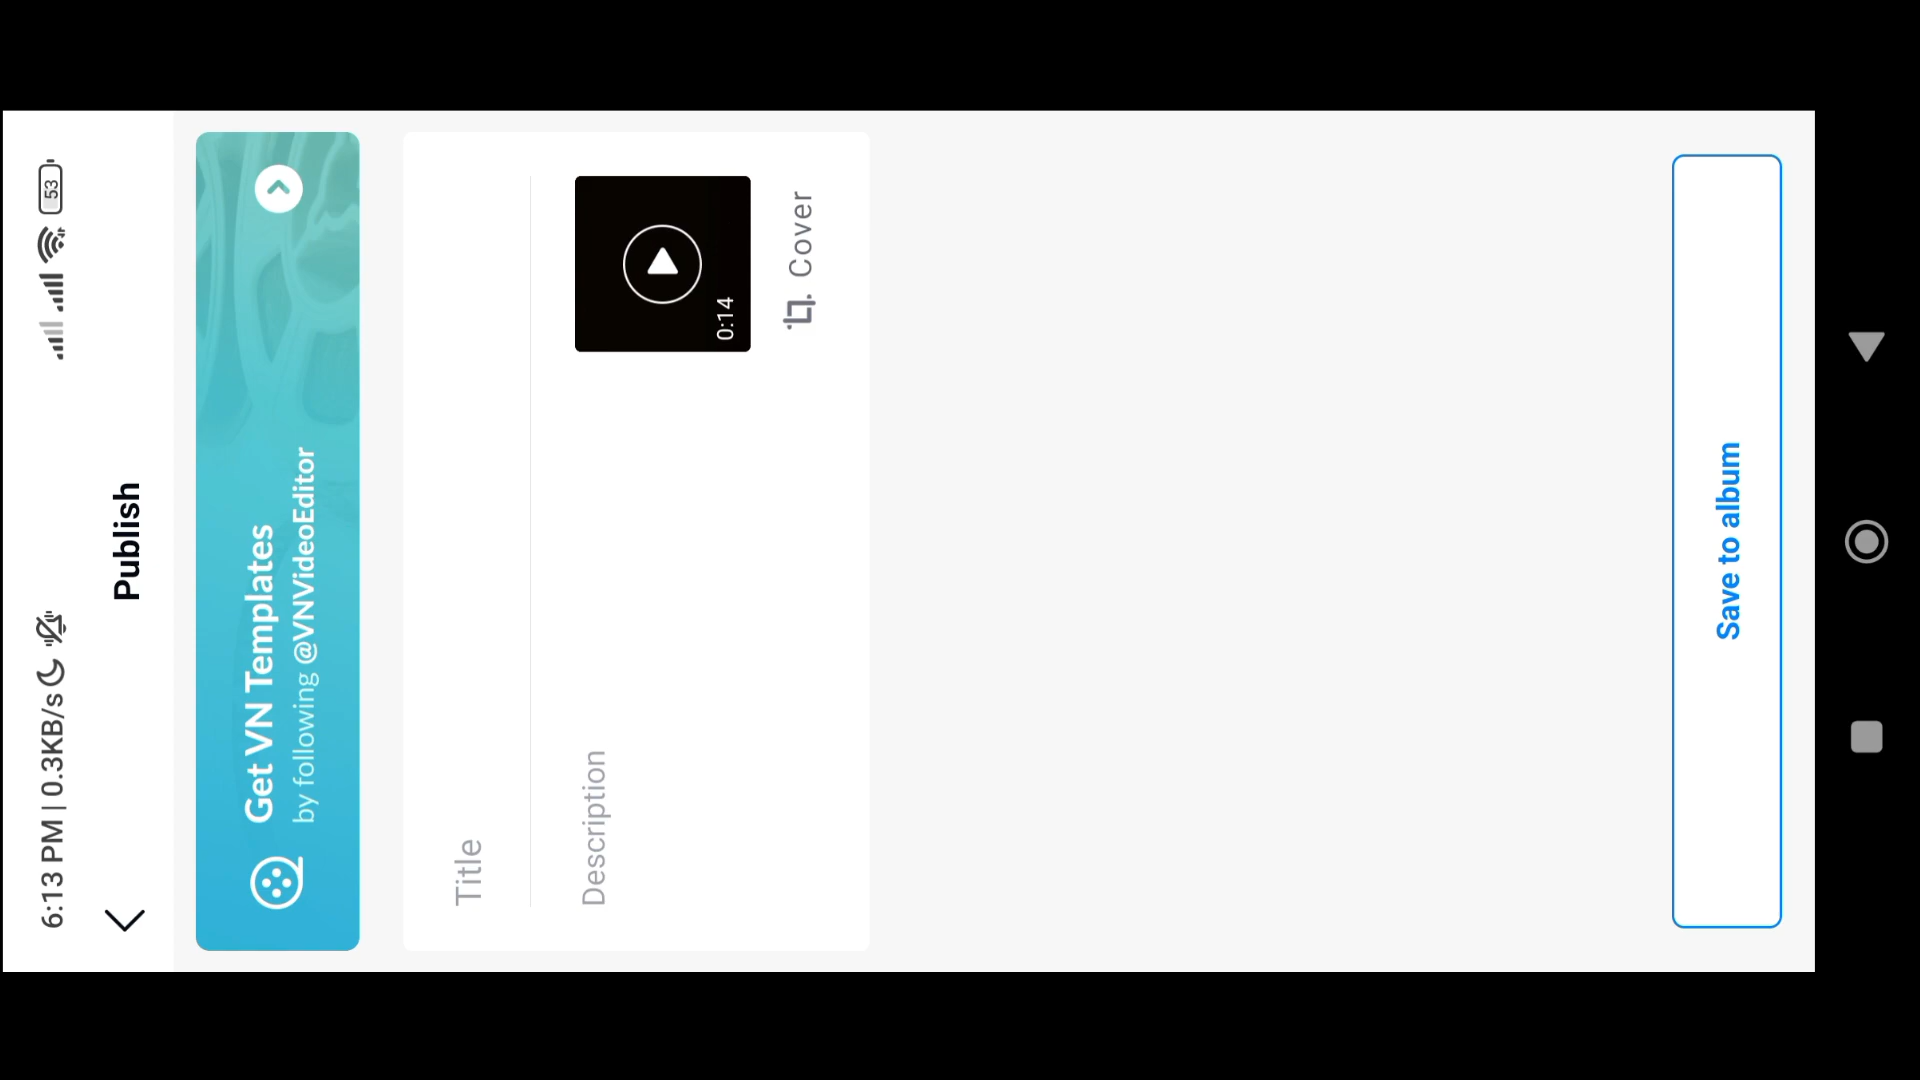 6:13 PM | 0.3KB/s
53
Publish
Get VN Templates
by following @VNVideoEditor
Title
Description
0:14
Cover
Save to album